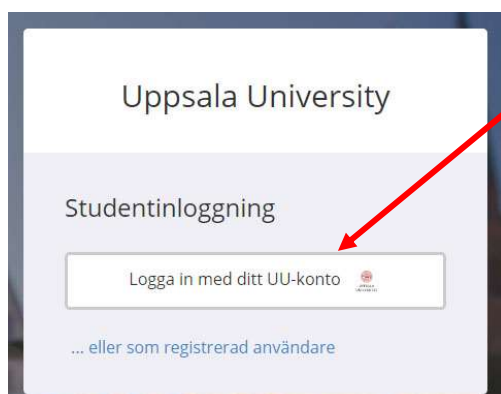 Uppsala University
Studentinloggning
Logga in med ditt UU-konto
... eller som registrerad användare